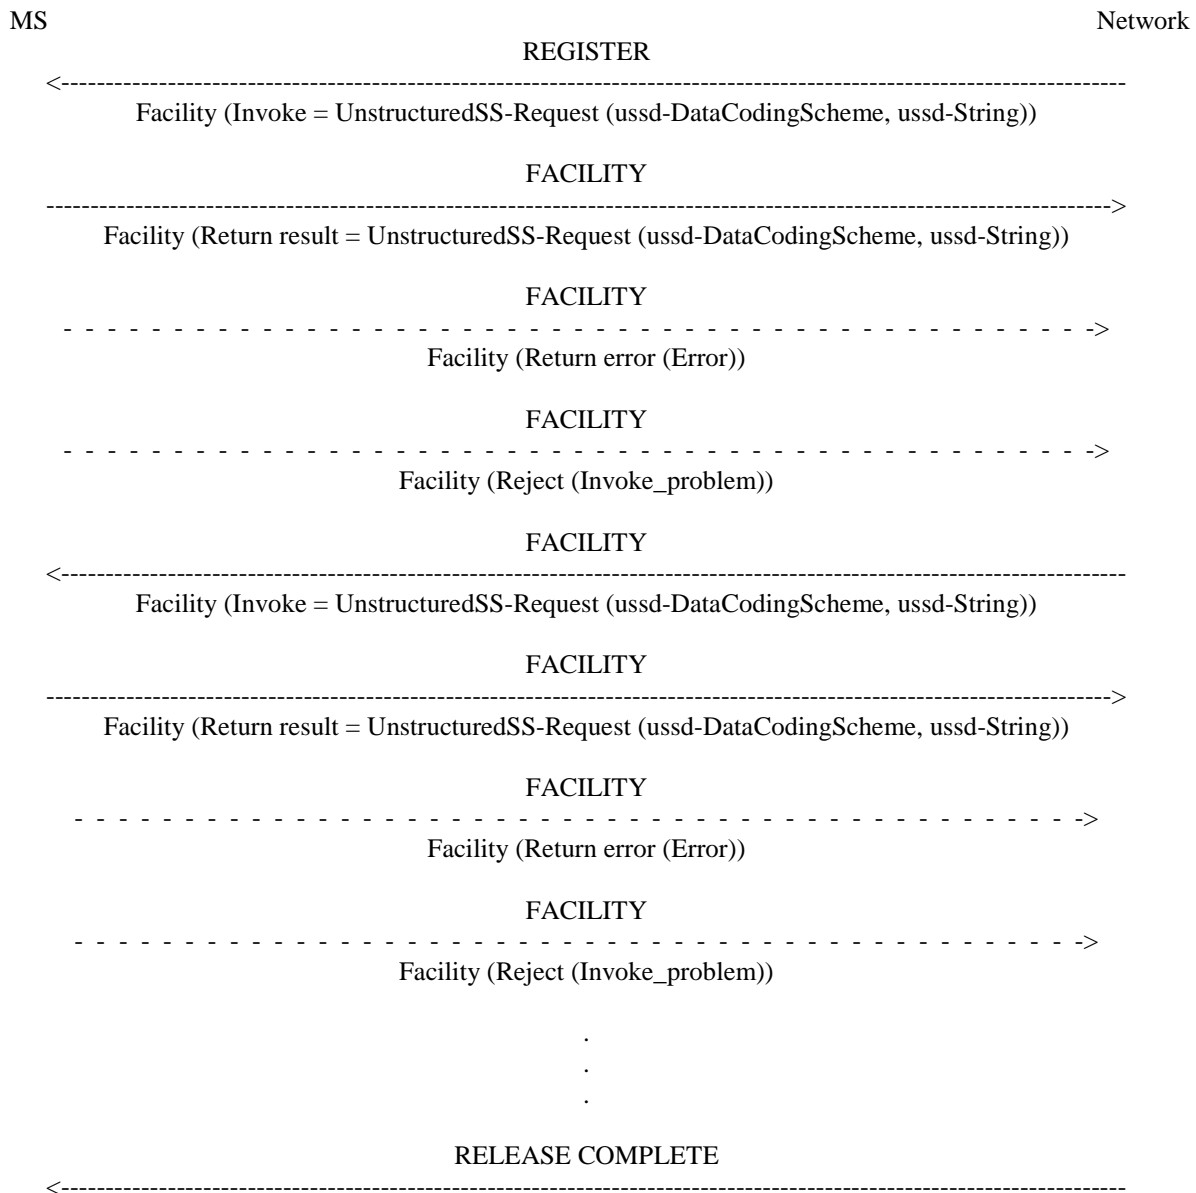 MS Network
REGISTER
<----------------------------------------------------------------------------------------------------------------------
Facility (Invoke = UnstructuredSS-Request (ussd-DataCodingScheme, ussd-String))
FACILITY
---------------------------------------------------------------------------------------------------------------------->
Facility (Return result = UnstructuredSS-Request (ussd-DataCodingScheme, ussd-String))
FACILITY
- - - - - - - - - - - - - - - - - - - - - - - - - - - - - - - - - - - - - - - - - - - - - - - ->
Facility (Return error (Error))
FACILITY
- - - - - - - - - - - - - - - - - - - - - - - - - - - - - - - - - - - - - - - - - - - - - - - ->
Facility (Reject (Invoke_problem))
FACILITY
<----------------------------------------------------------------------------------------------------------------------
Facility (Invoke = UnstructuredSS-Request (ussd-DataCodingScheme, ussd-String))
FACILITY
---------------------------------------------------------------------------------------------------------------------->
Facility (Return result = UnstructuredSS-Request (ussd-DataCodingScheme, ussd-String))
FACILITY
- - - - - - - - - - - - - - - - - - - - - - - - - - - - - - - - - - - - - - - - - - - - - - ->
Facility (Return error (Error))
FACILITY
- - - - - - - - - - - - - - - - - - - - - - - - - - - - - - - - - - - - - - - - - - - - - - ->
Facility (Reject (Invoke_problem))
.
.
.
RELEASE COMPLETE
<----------------------------------------------------------------------------------------------------------------------